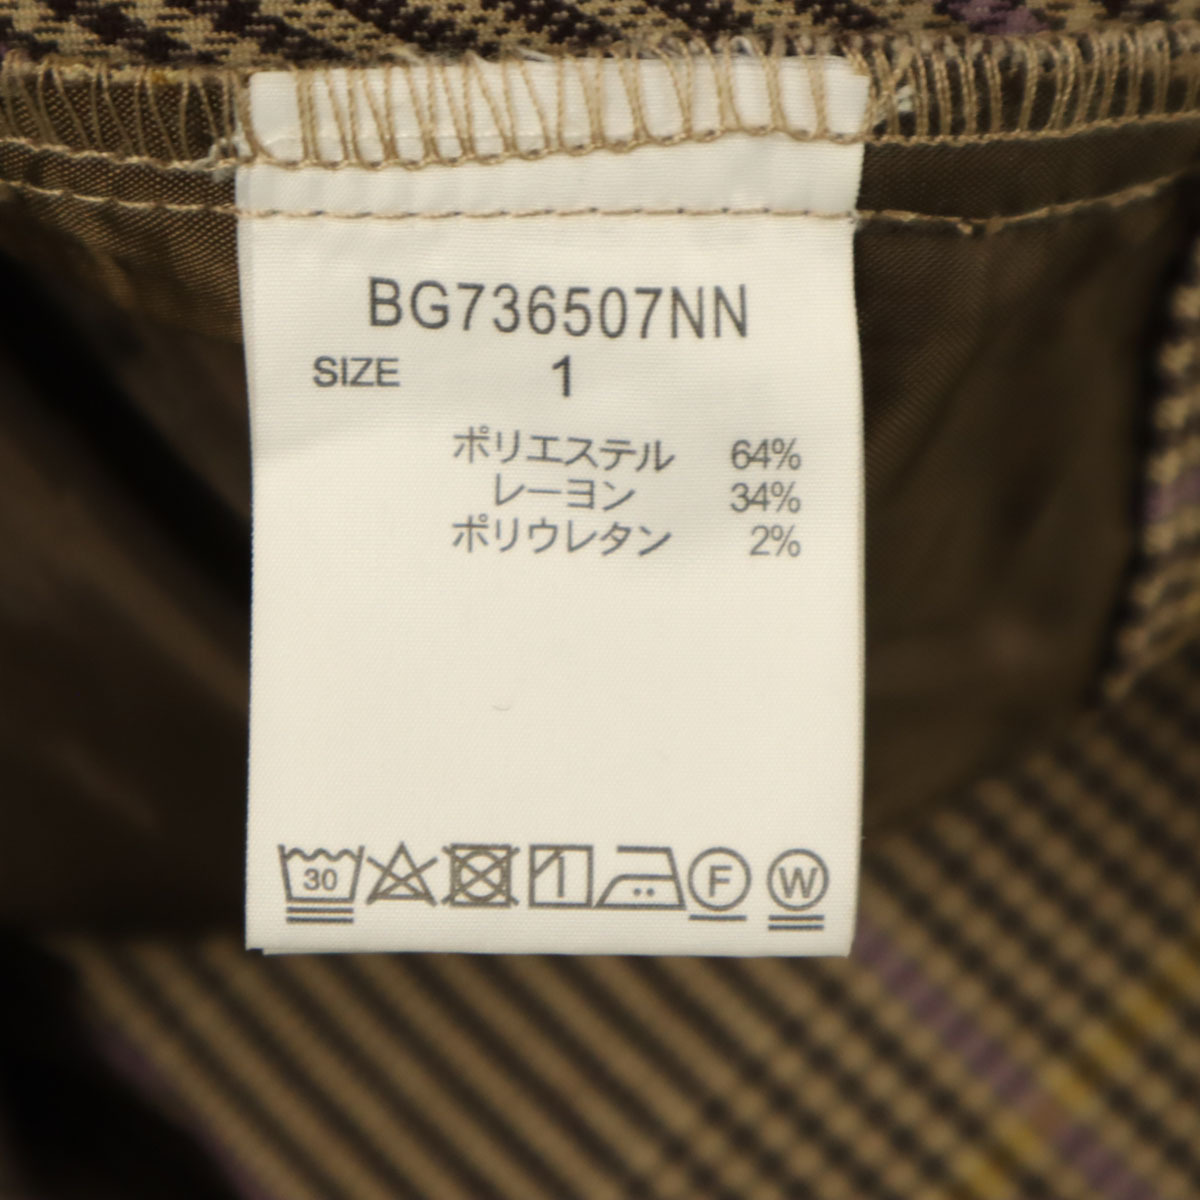 BG736507NN
SIZE 1
ポリエステル 64%
レーヨン 34%
ポリウレタン 2%
30 F W